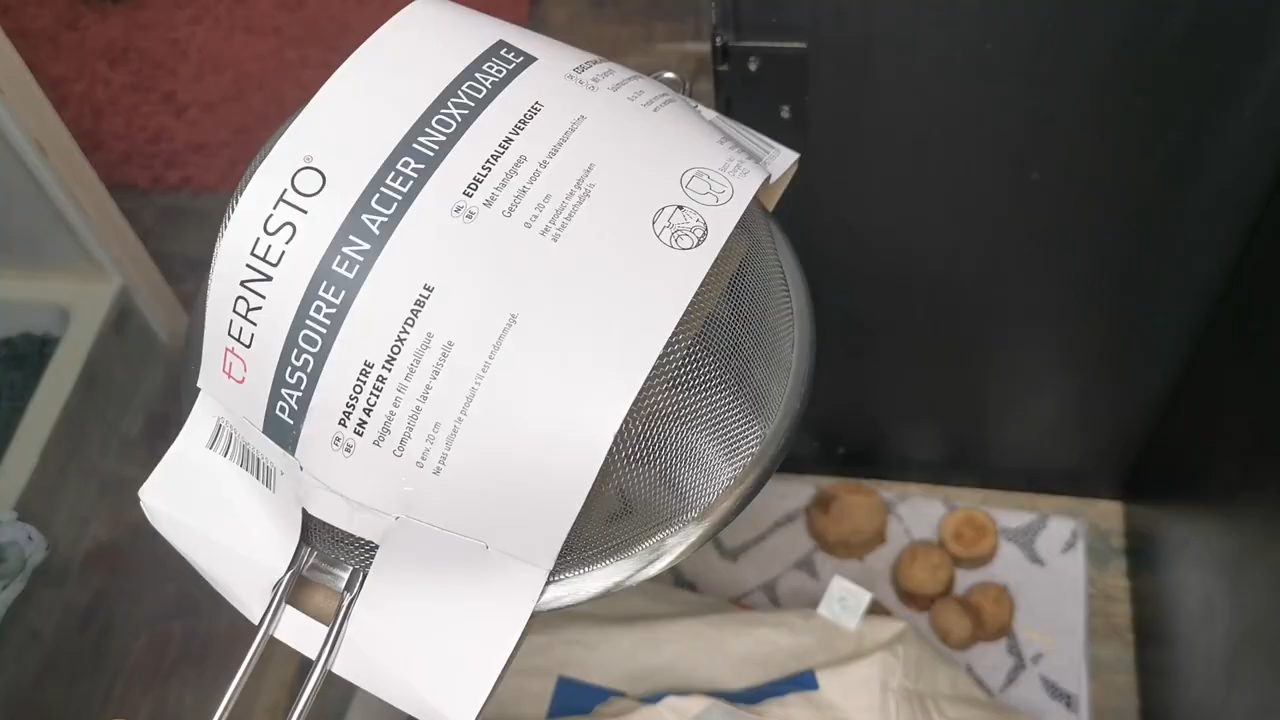 ERNESTO®
PASSOIRE EN ACIER INOXYDABLE
FR BE PASSOIRE
EN ACIER INOXYDABLE
Poignée en fil métallique
Compatible lave-vaisselle
Ø env. 20 cm
Ne pas utiliser le produit s'il est endommagé.
NL BE EDELSTALEN VERGIET
Met handgreep
Geschikt voor de vaatwasmachine
Ø ca. 20 cm
Het product niet gebruiken
als het beschadigd is.